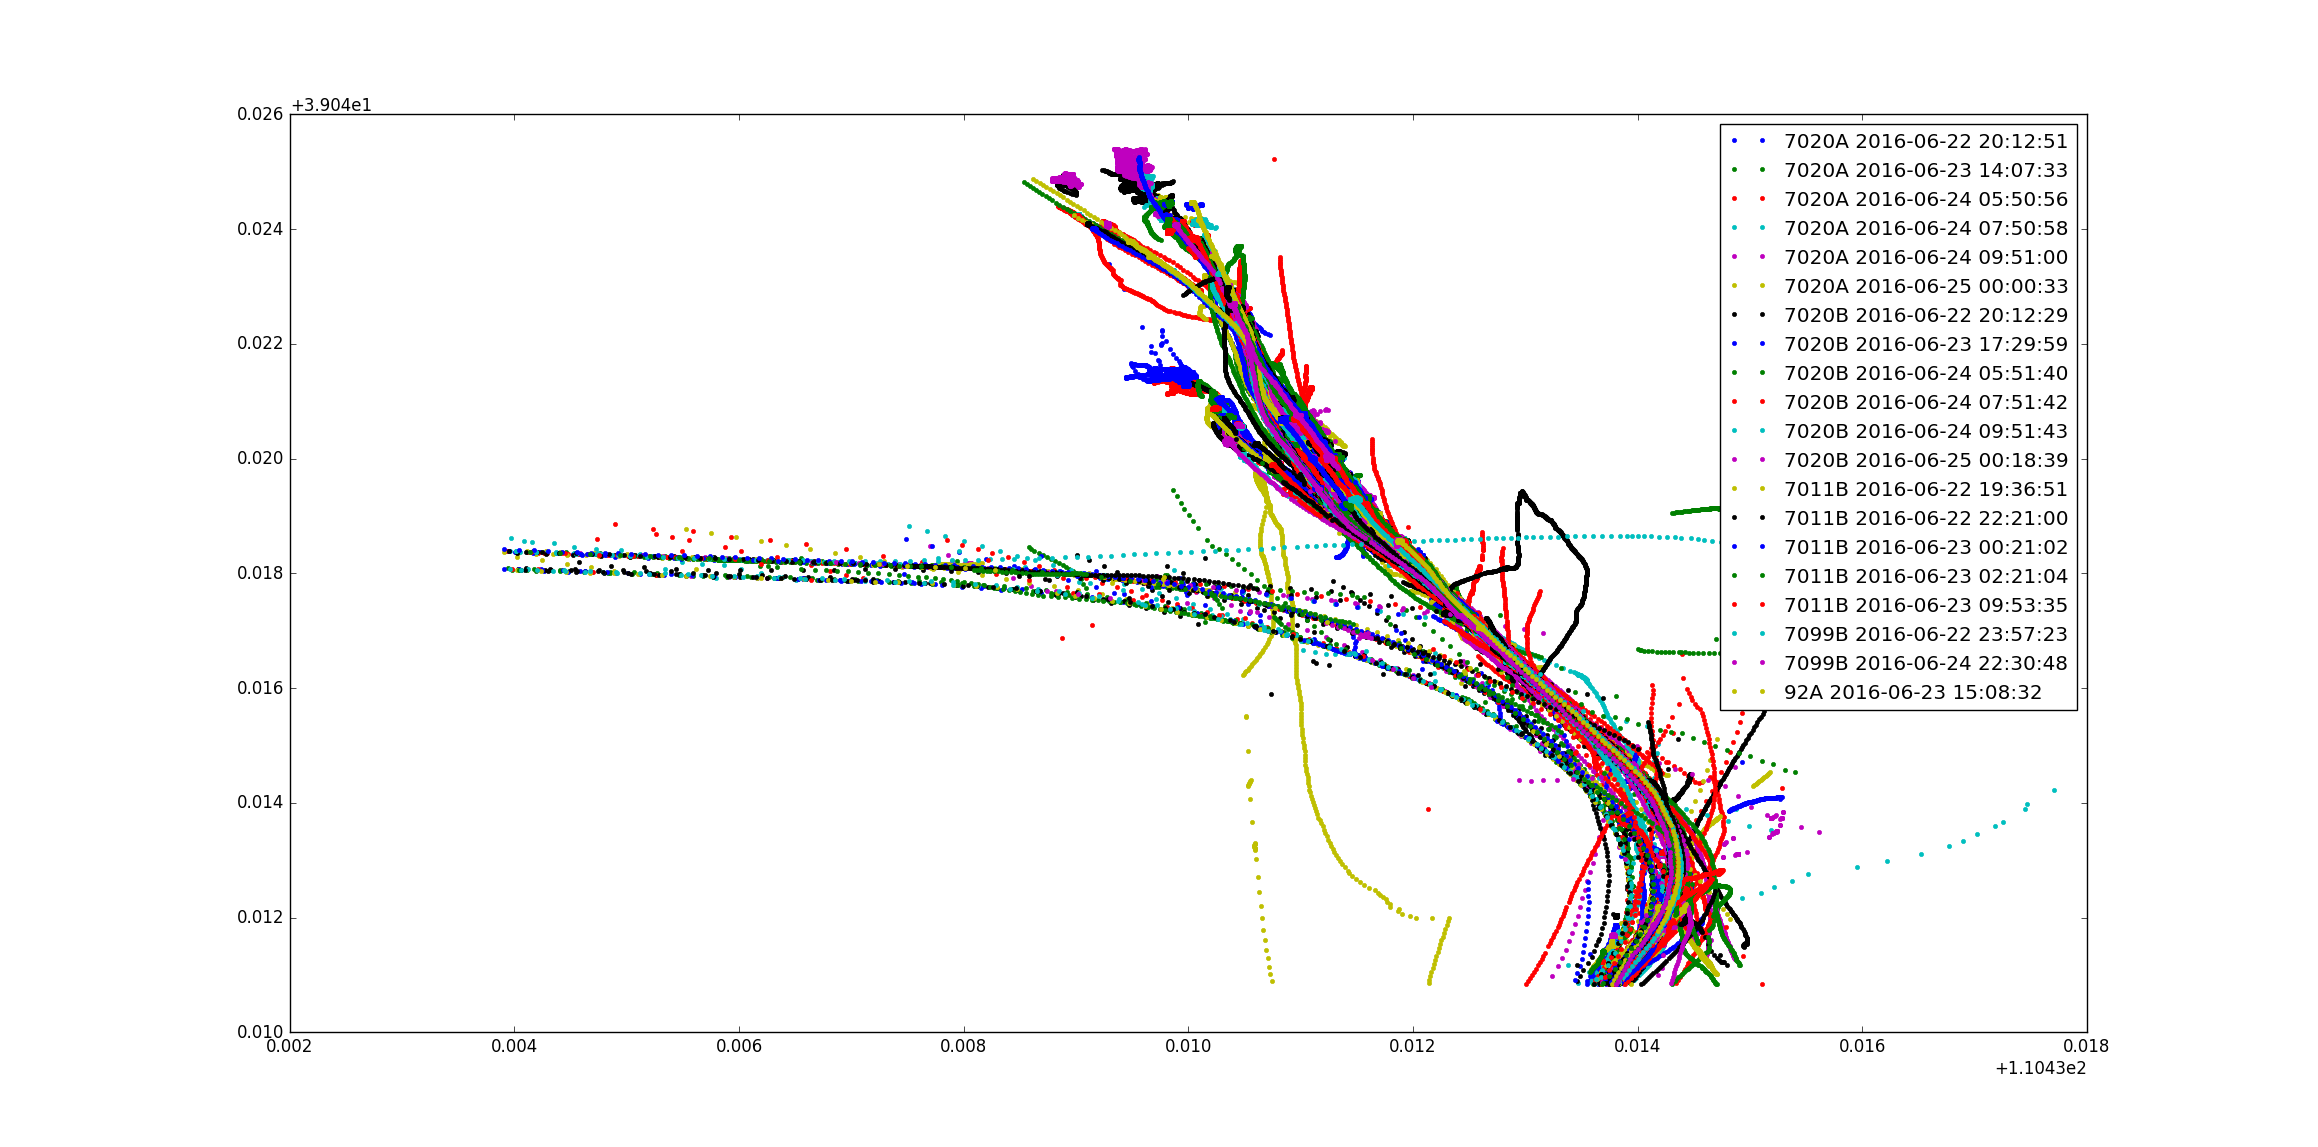 +3.904e1
0.026
0.024
0.022
0.020
0.018
0.016
0.014
0.012
0.010
0.002 0.004 0.006 0.008 0.010 0.012 0.014 0.016 0.018
+1.1043e2
7020A 2016-06-22 20:12:51
7020A 2016-06-23 14:07:33
7020A 2016-06-24 05:50:56
7020A 2016-06-24 07:50:58
7020A 2016-06-24 09:51:00
7020A 2016-06-25 00:00:33
7020B 2016-06-22 20:12:29
7020B 2016-06-23 17:29:59
7020B 2016-06-24 05:51:40
7020B 2016-06-24 07:51:42
7020B 2016-06-24 09:51:43
7020B 2016-06-25 00:18:39
7011B 2016-06-22 19:36:51
7011B 2016-06-22 22:21:00
7011B 2016-06-23 00:21:02
7011B 2016-06-23 02:21:04
7011B 2016-06-23 09:53:35
7099B 2016-06-22 23:57:23
7099B 2016-06-24 22:30:48
92A 2016-06-23 15:08:32